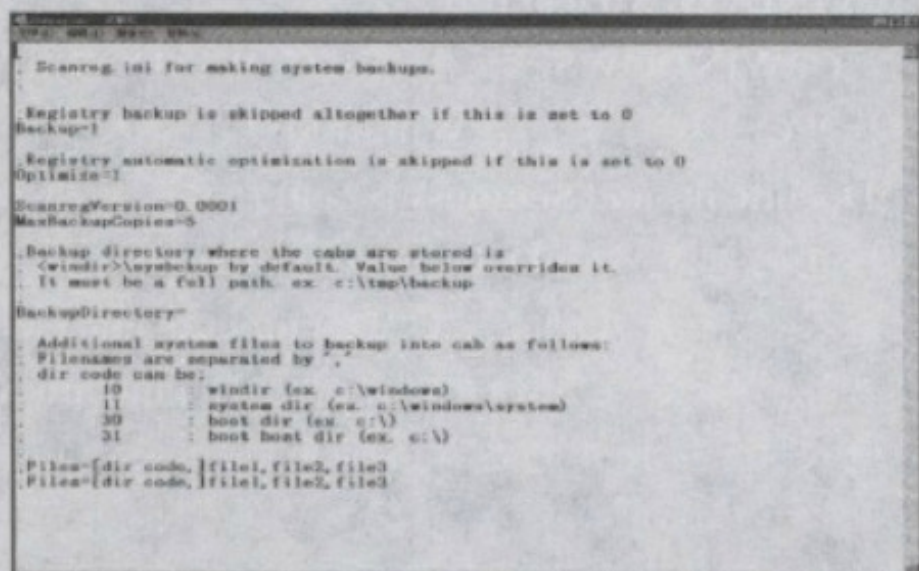 ; Scanreg.ini for making system backups.
;
;Registry backup is skipped altogether if this is set to 0
Backup=1
;Registry automatic optimization is skipped if this is set to 0
Optimize=1
ScanregVersion=0.0001
MaxBackupCopies=5
;Backup directory where the cabs are stored is
; <windir>\sysbckup by default. Value below overrides it.
; It must be a full path. ex. c:\tmp\backup
;
BackupDirectory=
; Additional system files to backup into cab as follows:
; Filenames are separated by ','
; dir code can be:
; 10 : windir (ex. c:\windows)
; 11 : system dir (ex. c:\windows\system)
; 30 : boot dir (ex. c:\)
; 31 : boot host dir (ex. c:\)
;
;Files=[dir code,]file1,file2,file3
;Files=[dir code,]file1,file2,file3